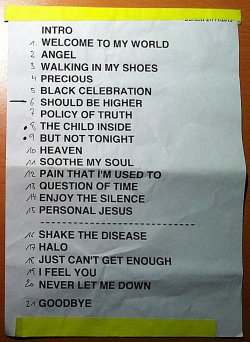 INTRO
1. WELCOME TO MY WORLD
2 ANGEL
3 WALKING IN MY SHOES
4 PRECIOUS
5 BLACK CELEBRATION
6 SHOULD BE HIGHER
7 POLICY OF TRUTH
8 THE CHILD INSIDE
9 BUT NOT TONIGHT
10 HEAVEN
11 SOOTHE MY SOUL
12 PAIN THAT I'M USED TO
13 QUESTION OF TIME
14 ENJOY THE SILENCE
15 PERSONAL JESUS
--------------------------------
16 SHAKE THE DISEASE
17 HALO
18 JUST CAN'T GET ENOUGH
19 I FEEL YOU
20 NEVER LET ME DOWN
21 GOODBYE